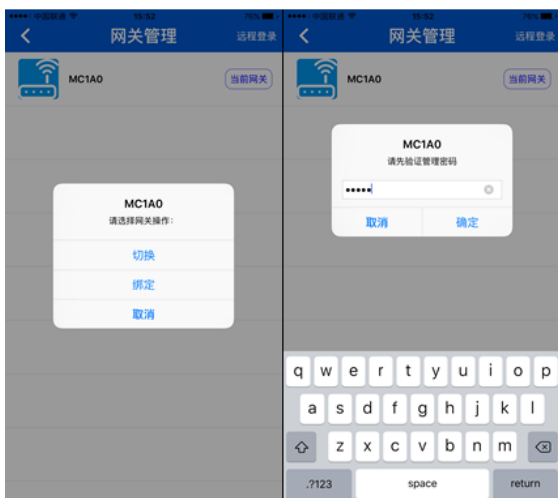 中国联通 15:52 76%
网关管理 远程登录
MC1A0 当前网关
MC1A0
请选择网关操作:
切换
绑定
取消
中国联通 15:52 76%
网关管理 远程登录
MC1A0 当前网关
MC1A0
请先验证管理密码
•••••
取消 确定
q w e r t y u i o p
a s d f g h j k l
z x c v b n m
.?123 space return